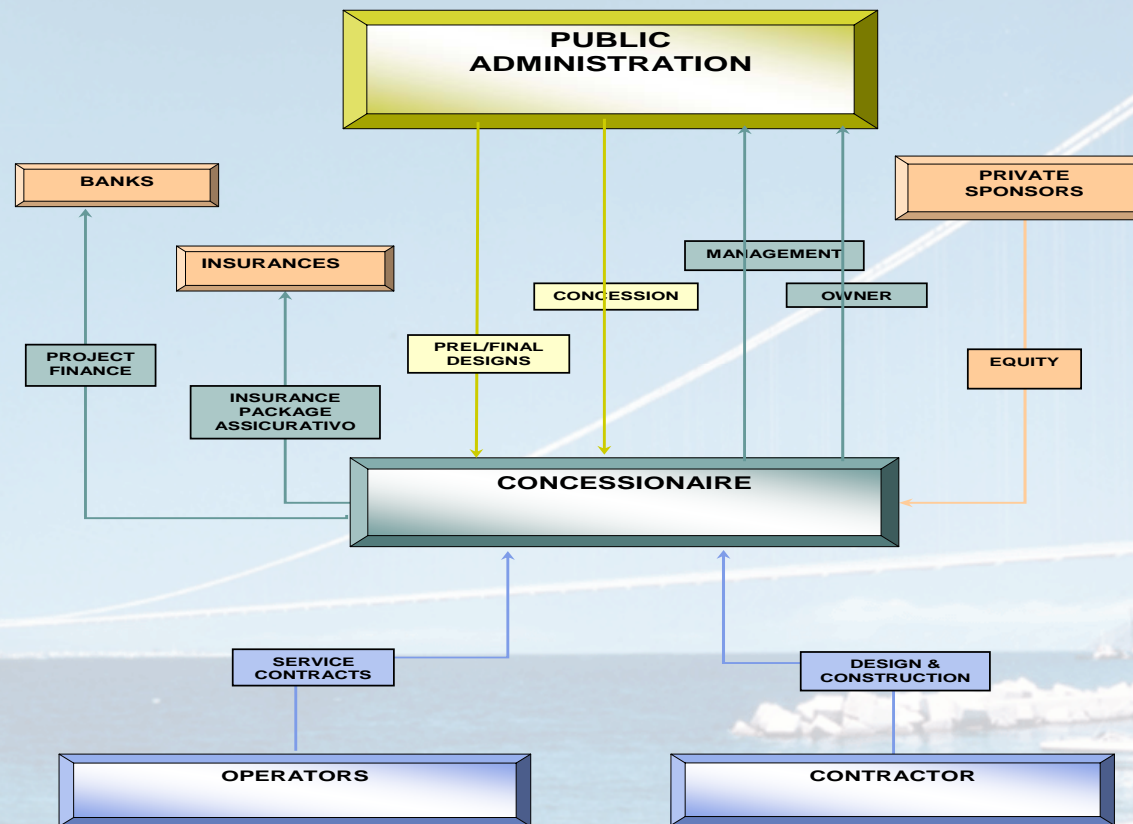 PUBLIC
ADMINISTRATION
BANKS
PRIVATE
SPONSORS
INSURANCES
MANAGEMENT
CONCESSION
OWNER
PREL/FINAL
DESIGNS
PROJECT
FINANCE
EQUITY
INSURANCE
PACKAGE
ASSICURATIVO
CONCESSIONAIRE
SERVICE
CONTRACTS
DESIGN &
CONSTRUCTION
OPERATORS
CONTRACTOR